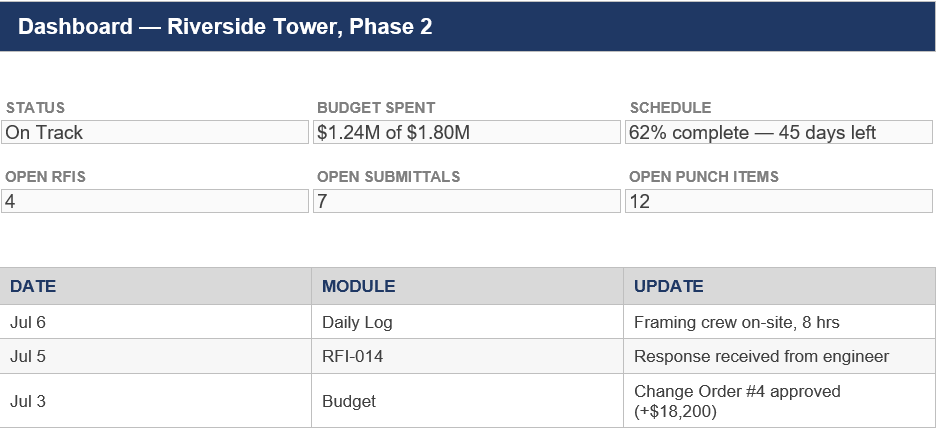 Dashboard — Riverside Tower, Phase 2
STATUS BUDGET SPENT SCHEDULE
On Track $1.24M of $1.80M 62% complete — 45 days left
OPEN RFIS OPEN SUBMITTALS OPEN PUNCH ITEMS
4 7 12
DATE MODULE UPDATE
Jul 6 Daily Log Framing crew on-site, 8 hrs
Jul 5 RFI-014 Response received from engineer
Jul 3 Budget Change Order #4 approved
(+$18,200)